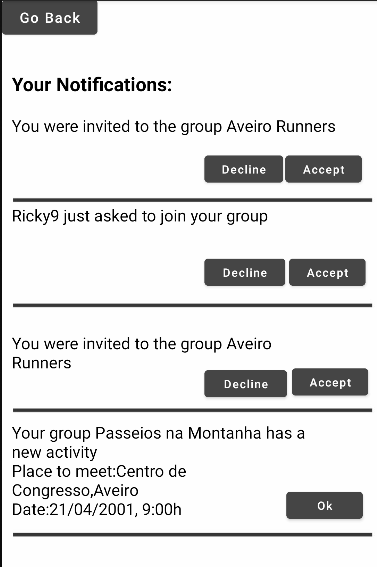 Go Back
Your Notifications:
You were invited to the group Aveiro Runners
Decline Accept
Ricky9 just asked to join your group
Decline Accept
You were invited to the group Aveiro
Runners
Decline Accept
Your group Passeios na Montanha has a
new activity
Place to meet:Centro de
Congresso,Aveiro
Date:21/04/2001, 9:00h
Ok